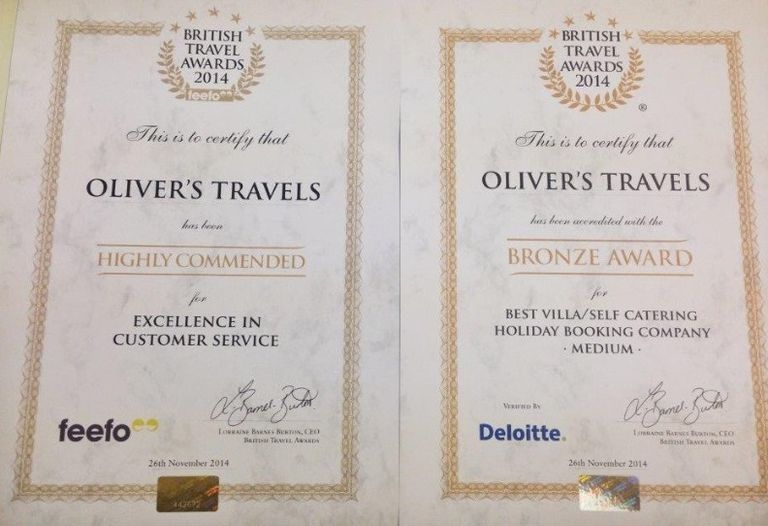 BRITISH
TRAVEL
AWARDS
2014
feefo
This is to certify that
OLIVER'S TRAVELS
has been
HIGHLY COMMENDED
for
EXCELLENCE IN
CUSTOMER SERVICE
feefo
LORRAINE BARNES BURTON, CEO
BRITISH TRAVEL AWARDS
26th November 2014
BRITISH
TRAVEL
AWARDS
2014
®
This is to certify that
OLIVER'S TRAVELS
has been accredited with the
BRONZE AWARD
for
BEST VILLA/SELF CATERING
HOLIDAY BOOKING COMPANY
· MEDIUM ·
VERIFIED BY
Deloitte.
LORRAINE BARNES BURTON, CEO
BRITISH TRAVEL AWARDS
26th November 2014